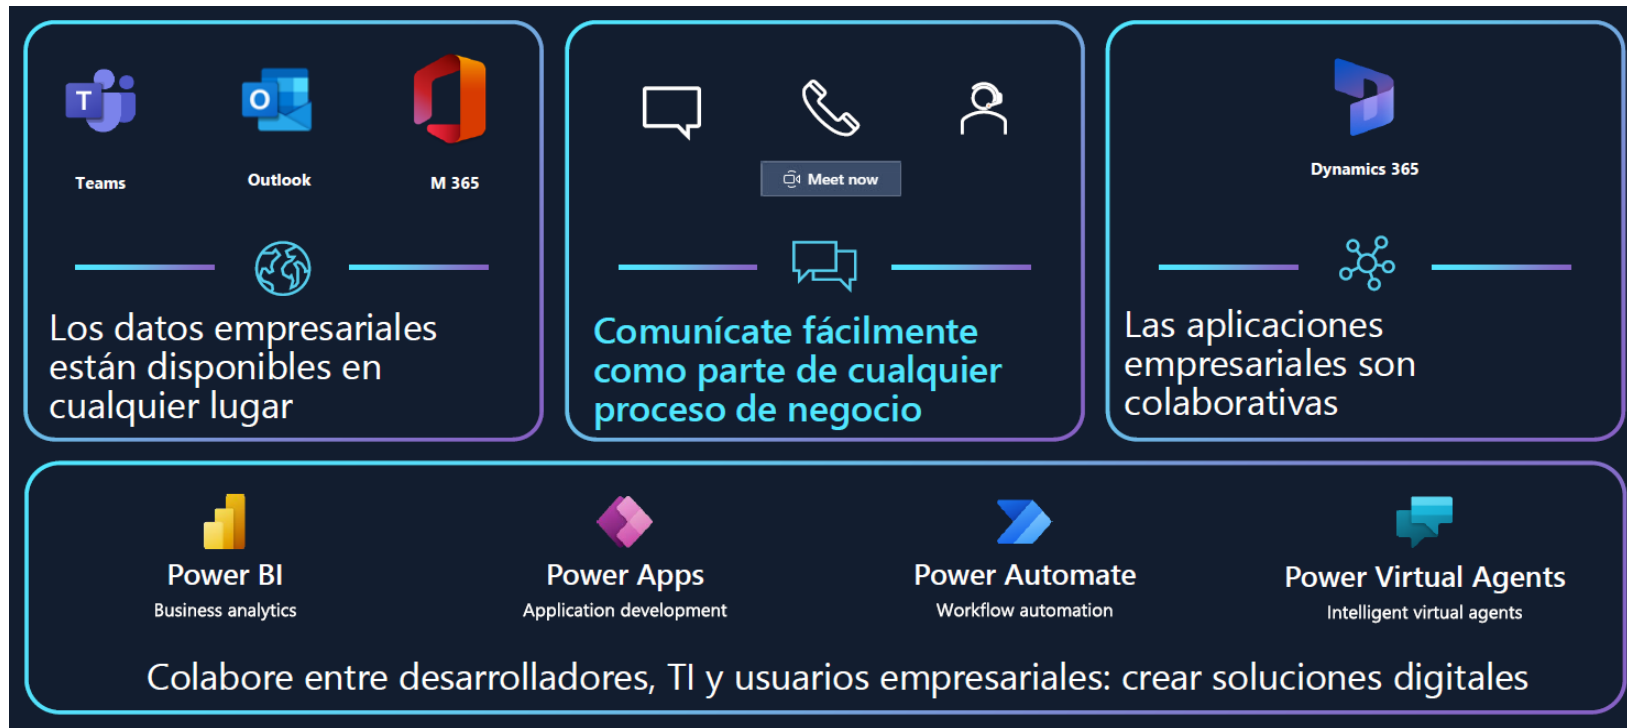 T
O
Teams
Outlook
M 365
Los datos empresariales
están disponibles en
cualquier lugar
Meet now
Comunícate fácilmente
como parte de cualquier
proceso de negocio
Dynamics 365
Las aplicaciones
empresariales son
colaborativas
Power BI
Business analytics
Power Apps
Application development
Power Automate
Workflow automation
Power Virtual Agents
Intelligent virtual agents
Colabore entre desarrolladores, TI y usuarios empresariales: crear soluciones digitales